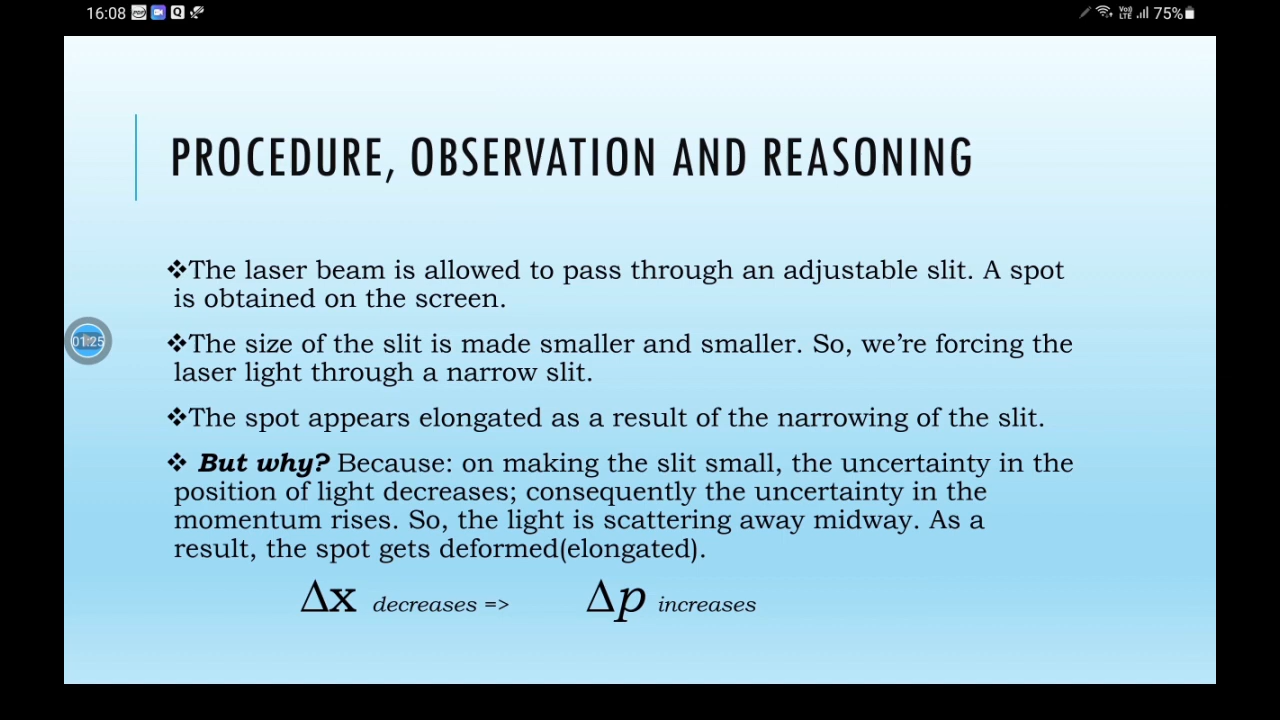 16:08 Q Vo) LTE 75%
PROCEDURE, OBSERVATION AND REASONING
❖The laser beam is allowed to pass through an adjustable slit. A spot
is obtained on the screen.
01:25
❖The size of the slit is made smaller and smaller. So, we’re forcing the
laser light through a narrow slit.
❖The spot appears elongated as a result of the narrowing of the slit.
❖ But why? Because: on making the slit small, the uncertainty in the
position of light decreases; consequently the uncertainty in the
momentum rises. So, the light is scattering away midway. As a
result, the spot gets deformed(elongated).
Δx decreases => Δp increases